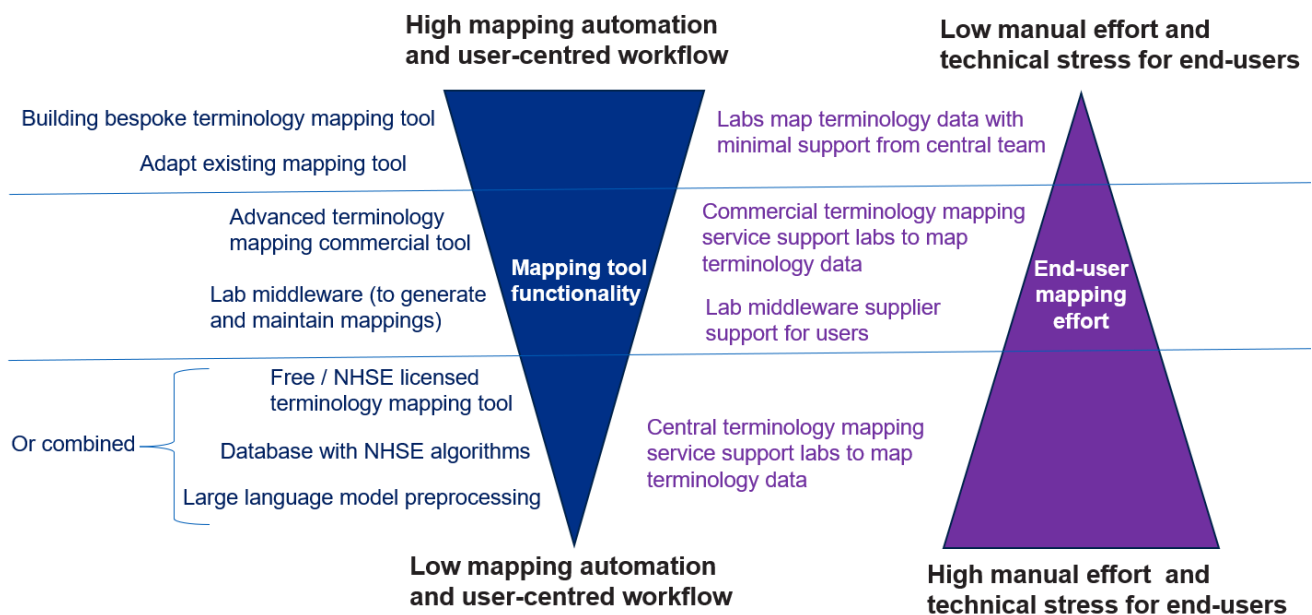 High mapping automation
and user-centred workflow
Low manual effort and
technical stress for end-users
Building bespoke terminology mapping tool
Adapt existing mapping tool
Labs map terminology data with
minimal support from central team
Advanced terminology
mapping commercial tool
Lab middleware (to generate
and maintain mappings)
Mapping tool
functionality
Commercial terminology mapping
service support labs to map
terminology data
Lab middleware supplier
support for users
End-user
mapping
effort
Or combined
Free / NHSE licensed
terminology mapping tool
Database with NHSE algorithms
Large language model preprocessing
Central terminology mapping
service support labs to map
terminology data
Low mapping automation
and user-centred workflow
High manual effort and
technical stress for end-users